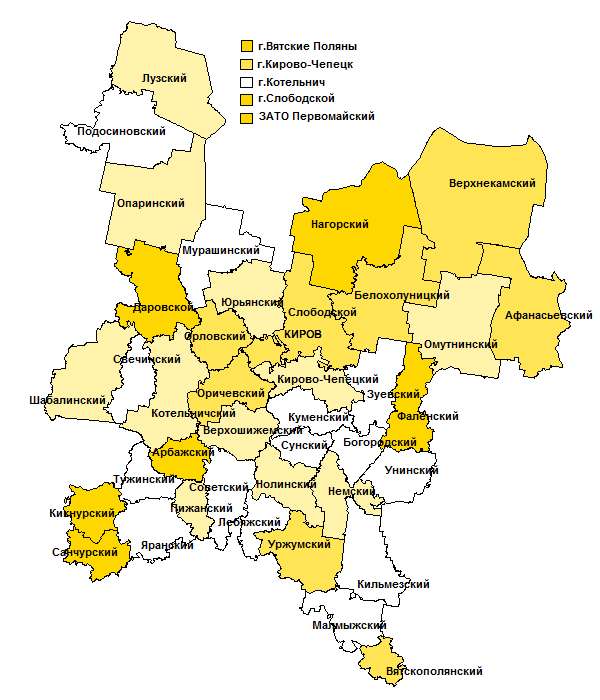 г.Вятские Поляны
г.Кирово-Чепецк
г.Котельнич
г.Слободской
ЗАТО Первомайский
Лузский
Подосиновский
Опаринский
Верхнекамский
Нагорский
Мурашинский
Юрьянский
Белохолуницкий
Даровской
Слободской
Афанасьевский
Орловский
КИРОВ
Омутнинский
Свечинский
Кирово-Чепецкий
Шабалинский
Оричевский
Зуевский
Котельничский
Куменский
Фаленский
Верхошижемский
Сунский
Богородский
Арбажский
Унинский
Тужинский
Советский
Нолинский
Немский
Пижанский
Кикнурский
Лебяжский
Санчурский
Яранский
Уржумский
Кильмезский
Малмыжский
Вятскополянский